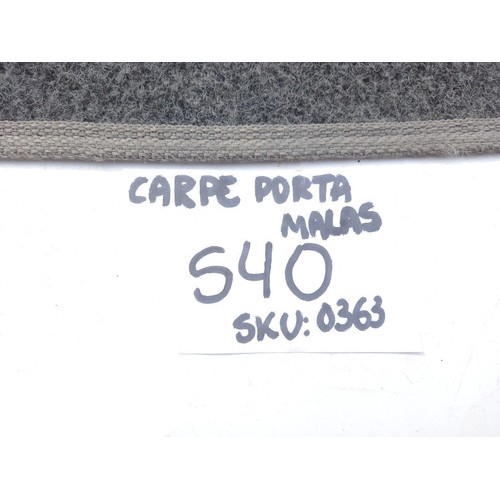 CARPE PORTA
MALAS
S40
SKU: 0363